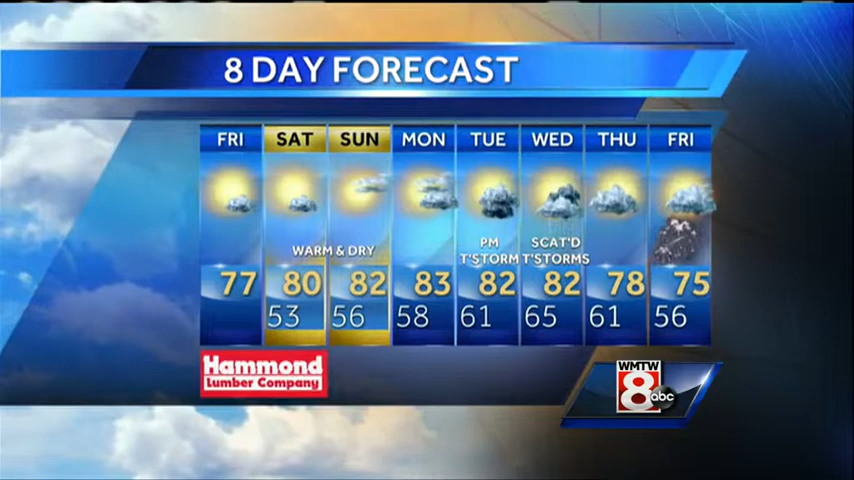 8 DAY FORECAST
FRI SAT SUN MON TUE WED THU FRI
WARM & DRY
PM T'STORM
SCAT'D T'STORMS
77 80 82 83 82 82 78 75
53 56 58 61 65 61 56
Hammond
Lumber Company
WMTW
8 abc